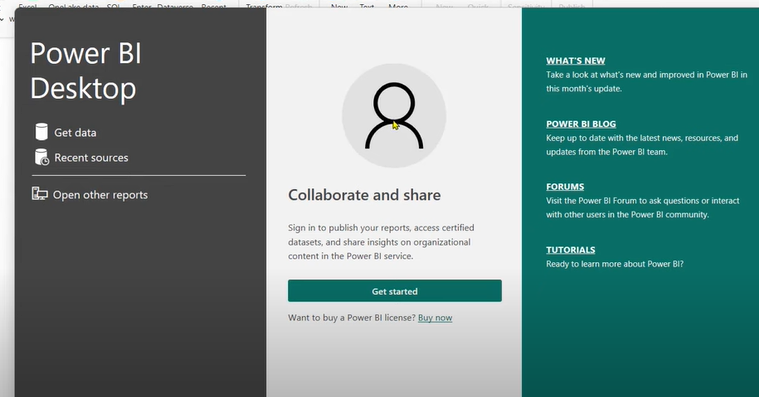 Excel OneLake data SQL Enter Dataverse Recent Transform Refresh New Text More New Quick Sensitivity Publish
Power BI
Desktop
Get data
Recent sources
Open other reports
Collaborate and share
Sign in to publish your reports, access certified
datasets, and share insights on organizational
content in the Power BI service.
Get started
Want to buy a Power BI license? Buy now
WHAT'S NEW
Take a look at what's new and improved in Power BI in
this month's update.
POWER BI BLOG
Keep up to date with the latest news, resources, and
updates from the Power BI team.
FORUMS
Visit the Power BI Forum to ask questions or interact
with other users in the Power BI community.
TUTORIALS
Ready to learn more about Power BI?